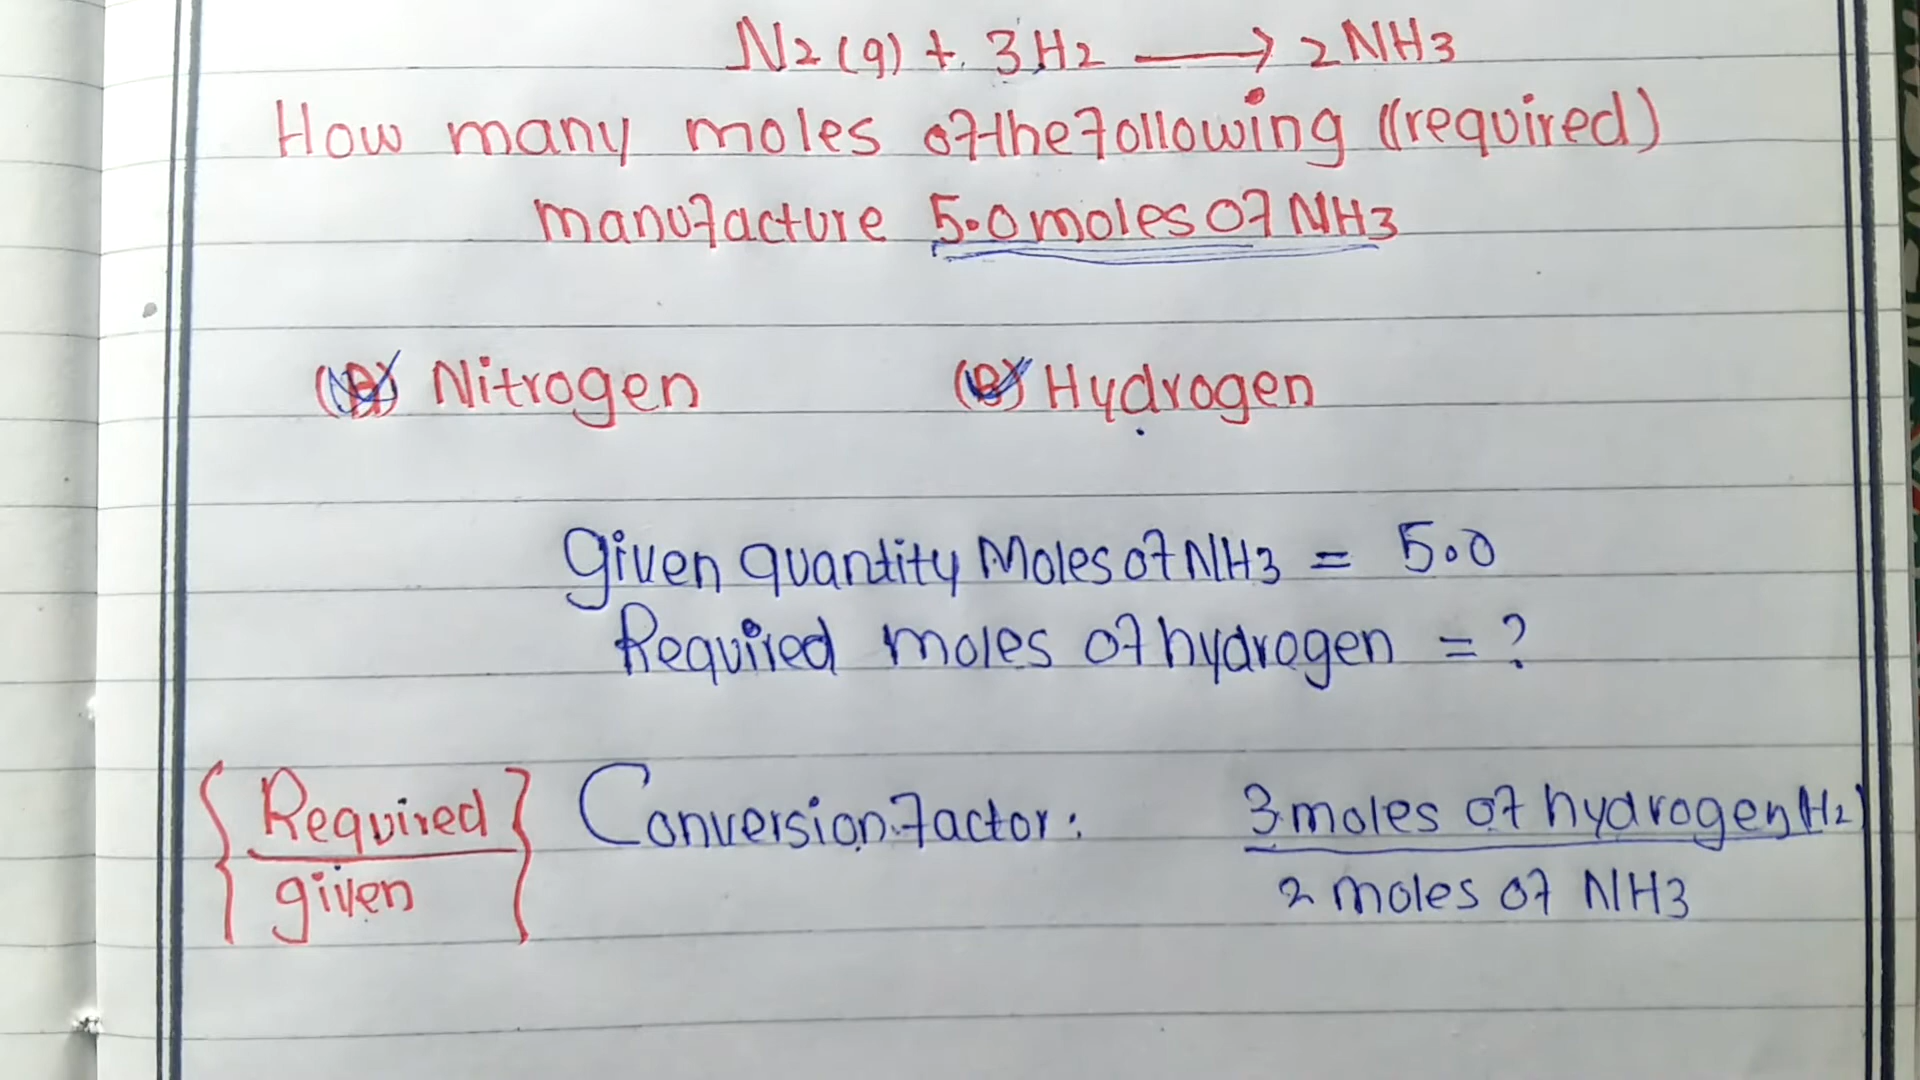 N2(g) + 3H2 → 2NH3
How many moles of the following ((required)
manufacture 5.0 moles of NH3
(A) Nitrogen (B) Hydrogen
Given quantity Moles of NH3 = 5.0
Required moles of hydrogen = ?
{Required/given} Conversion factor: 3 moles of hydrogen(H2)
2 moles of NH3